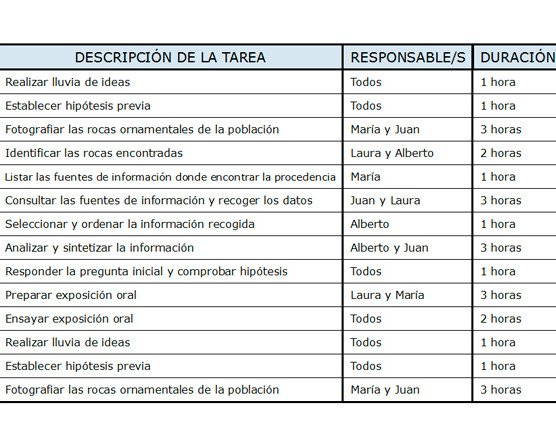 DESCRIPCIÓN DE LA TAREA RESPONSABLE/S DURACIÓN
Realizar lluvia de ideas Todos 1 hora
Establecer hipótesis previa Todos 1 hora
Fotografiar las rocas ornamentales de la población María y Juan 3 horas
Identificar las rocas encontradas Laura y Alberto 2 horas
Listar las fuentes de información donde encontrar la procedencia María 1 hora
Consultar las fuentes de información y recoger los datos Juan y Laura 3 horas
Seleccionar y ordenar la información recogida Alberto 1 hora
Analizar y sintetizar la información Alberto y Juan 3 horas
Responder la pregunta inicial y comprobar hipótesis Todos 1 hora
Preparar exposición oral Laura y María 3 horas
Ensayar exposición oral Todos 2 horas
Realizar lluvia de ideas Todos 1 hora
Establecer hipótesis previa Todos 1 hora
Fotografiar las rocas ornamentales de la población María y Juan 3 horas